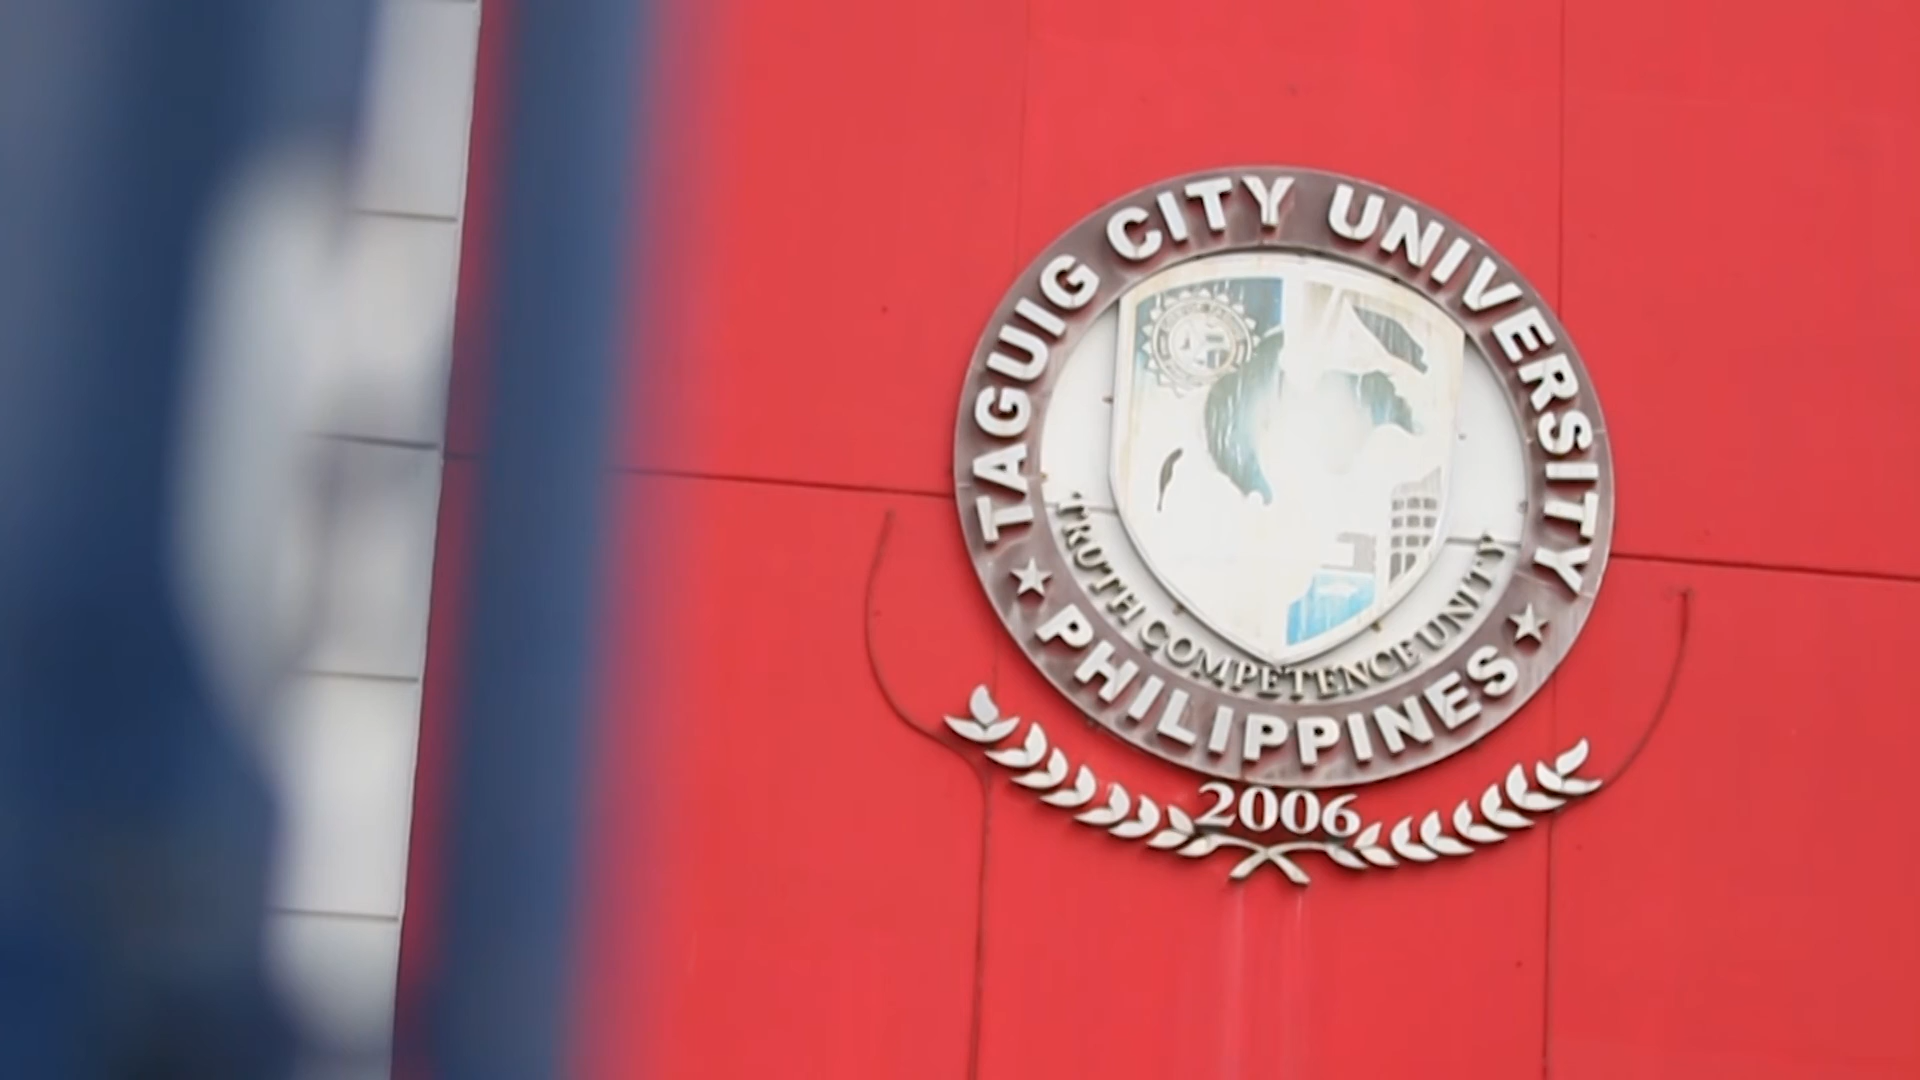 TAGUIG CITY UNIVERSITY
TRUTH COMPETENCE UNITY
PHILIPPINES
2006